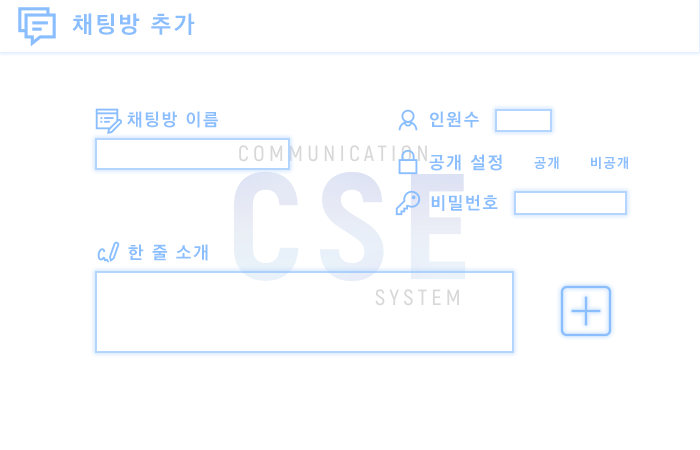 채팅방 추가
채팅방 이름
인원수
COMMUNICATION
공개 설정 공개 비공개
CSE
비밀번호
한 줄 소개
SYSTEM